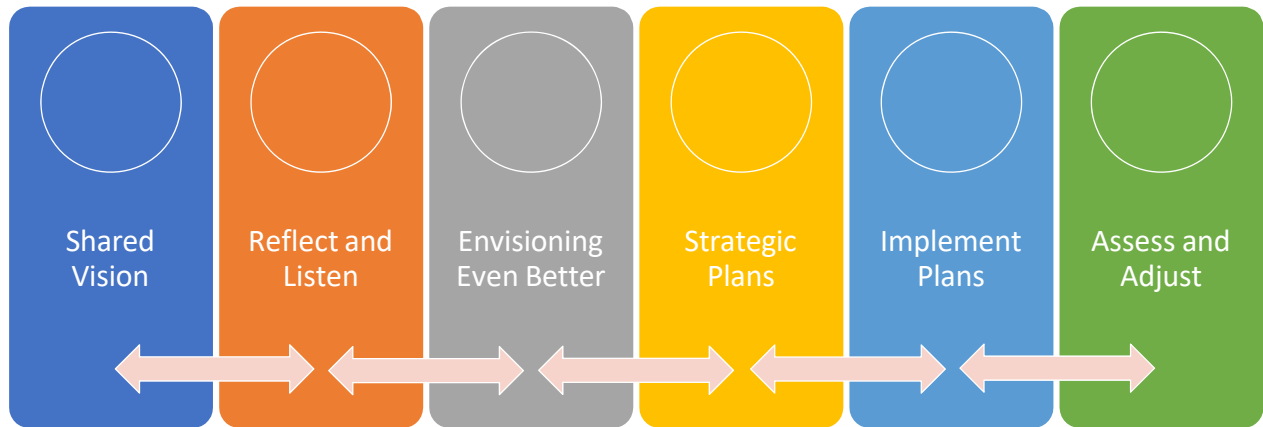 Shared
Vision
Reflect and
Listen
Envisioning
Even Better
Strategic
Plans
Implement
Plans
Assess and
Adjust